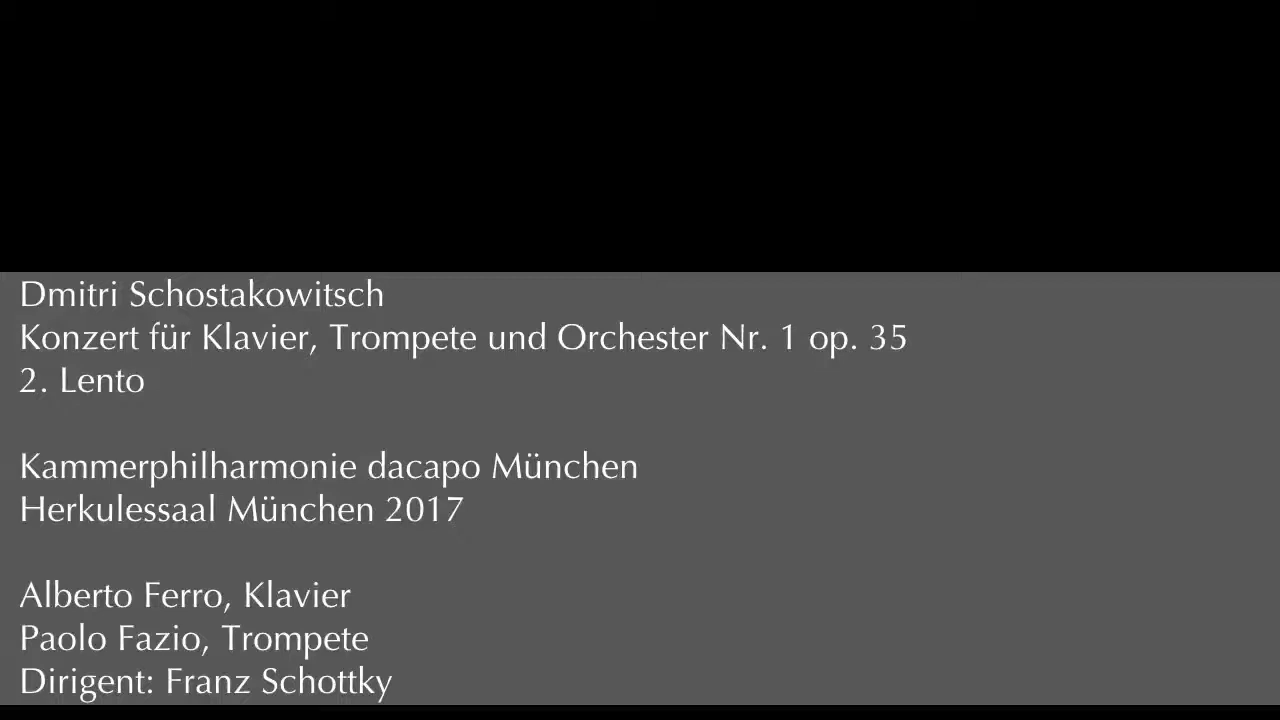 Dmitri Schostakowitsch
Konzert für Klavier, Trompete und Orchester Nr. 1 op. 35
2. Lento
Kammerphilharmonie dacapo München
Herkulessaal München 2017
Alberto Ferro, Klavier
Paolo Fazio, Trompete
Dirigent: Franz Schottky